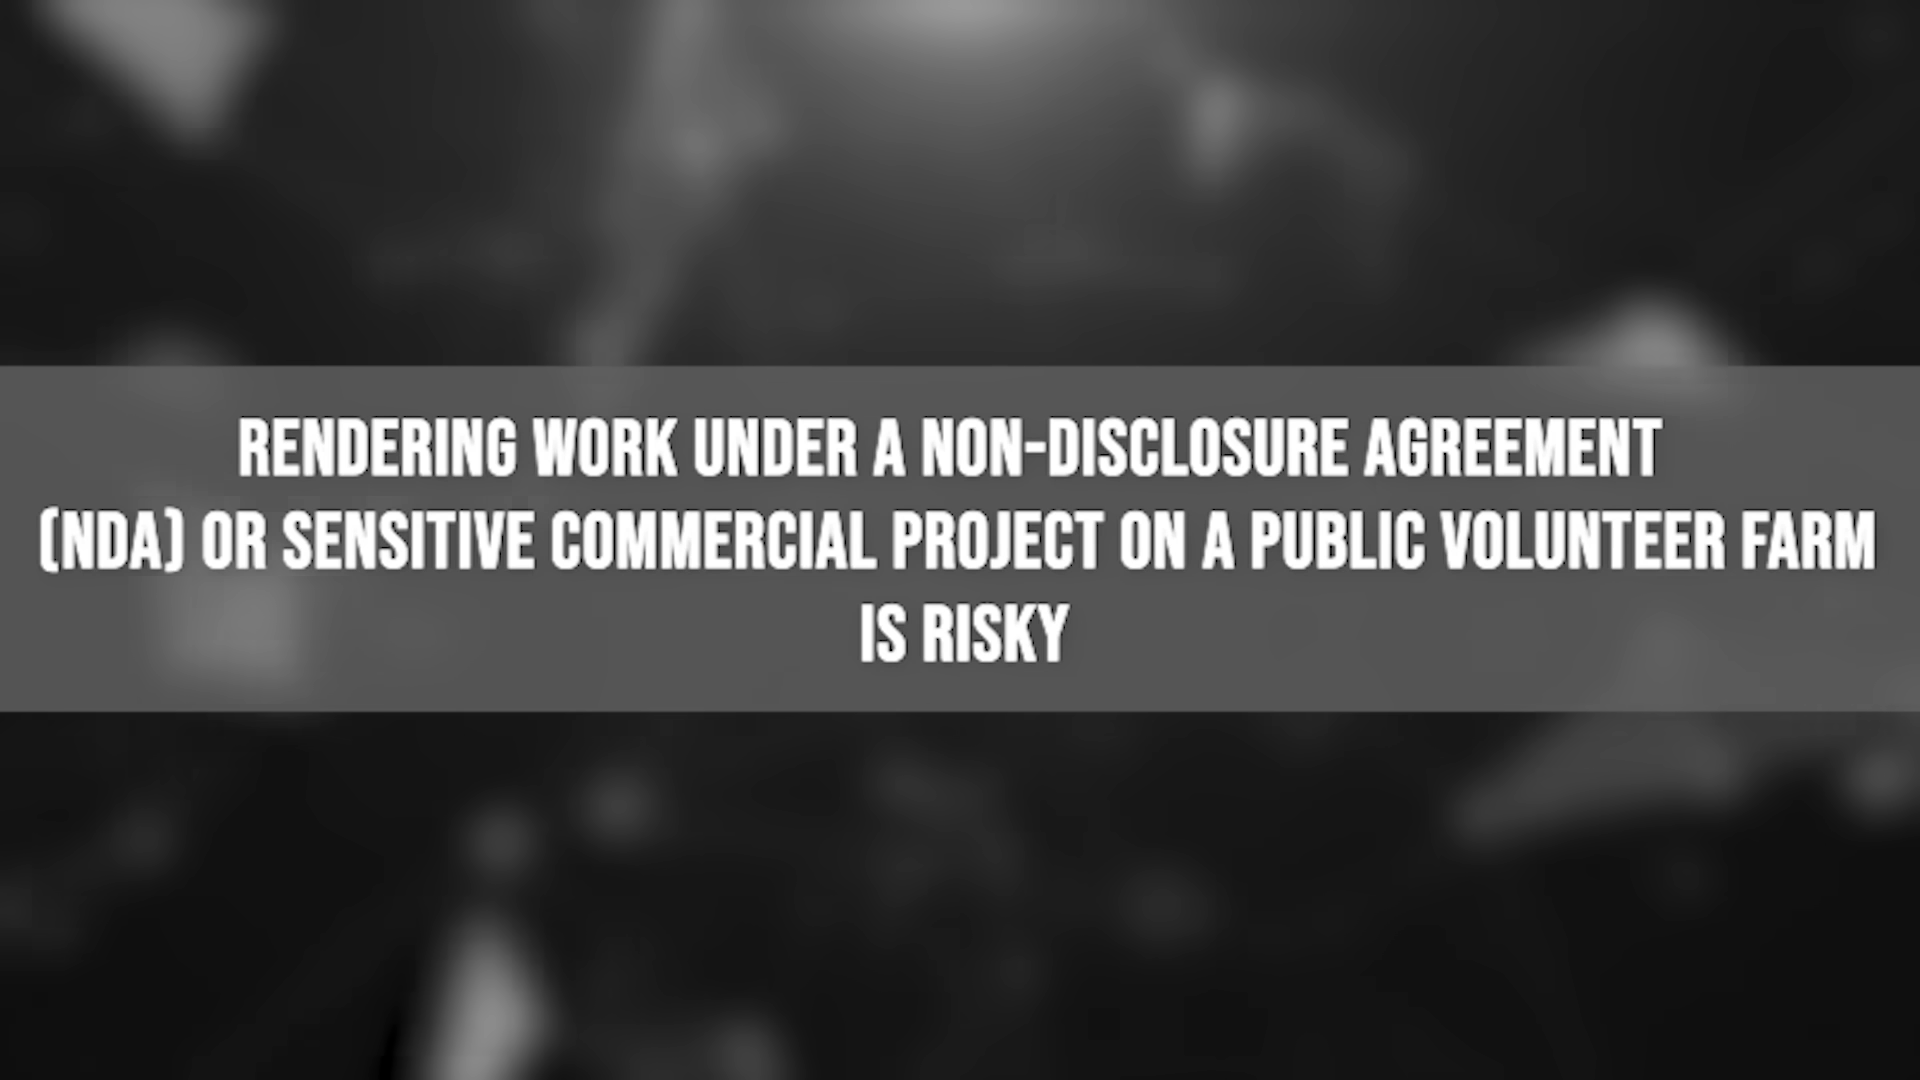 RENDERING WORK UNDER A NON-DISCLOSURE AGREEMENT
(NDA) OR SENSITIVE COMMERCIAL PROJECT ON A PUBLIC VOLUNTEER FARM
IS RISKY